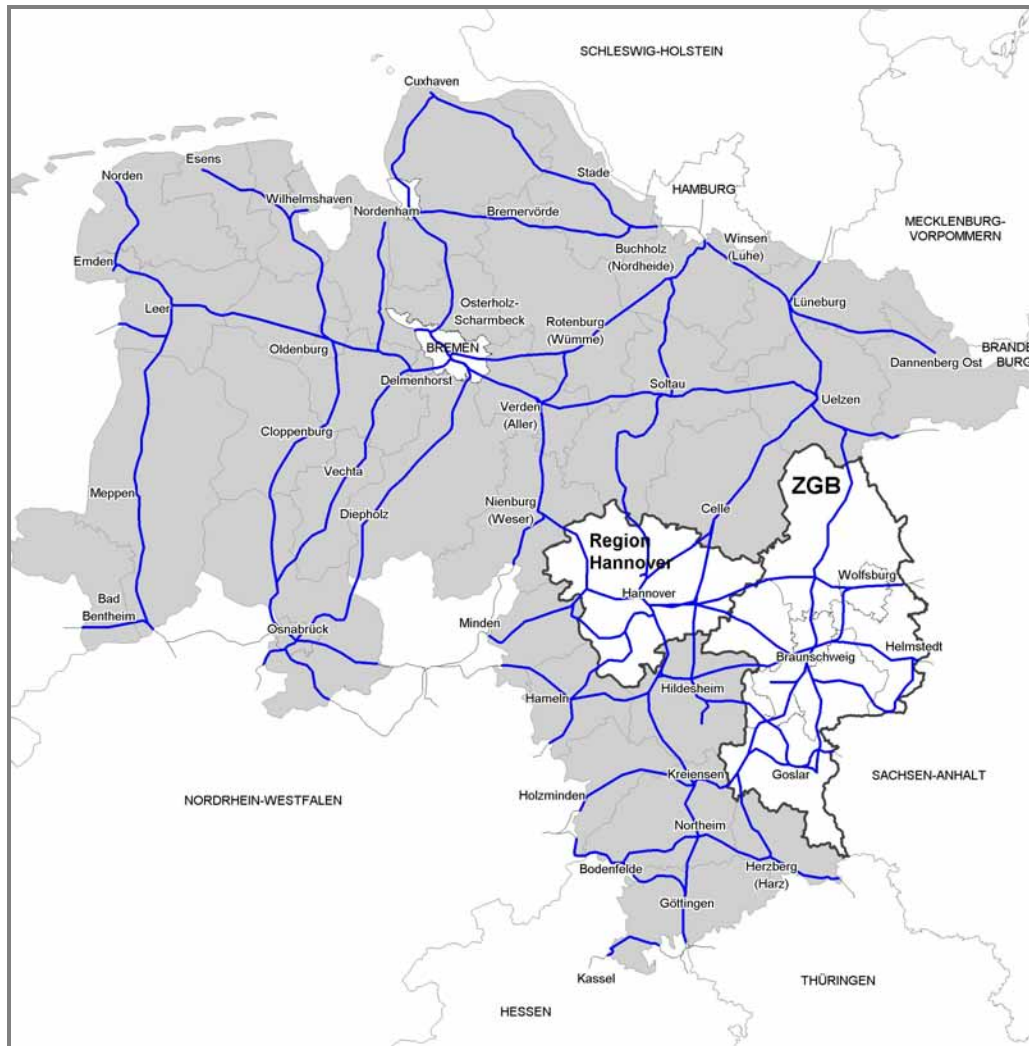 SCHLESWIG-HOLSTEIN
Cuxhaven
Esens
Norden
Stade
HAMBURG
Wilhelmshaven
Nordenham
Bremervörde
MECKLENBURG-
VORPOMMERN
Buchholz
(Nordheide)
Winsen
(Luhe)
Emden
Leer
Osterholz-
Scharmbeck
Lüneburg
Rotenburg
(Wümme)
BREMEN
Oldenburg
Dannenberg Ost
BRANDE
BURG
Delmenhorst
Soltau
Uelzen
Verden
(Aller)
Cloppenburg
Vechta
ZGB
Meppen
Diepholz
Nienburg
(Weser)
Celle
Region
Hannover
Wolfsburg
Bad
Bentheim
Hannover
Osnabrück
Minden
Helmstedt
Braunschweig
Hildesheim
Hameln
Kreiensen
Goslar
SACHSEN-ANHALT
NORDRHEIN-WESTFALEN
Holzminden
Northeim
Bodenfelde
Herzberg
(Harz)
Göttingen
Kassel
THÜRINGEN
HESSEN